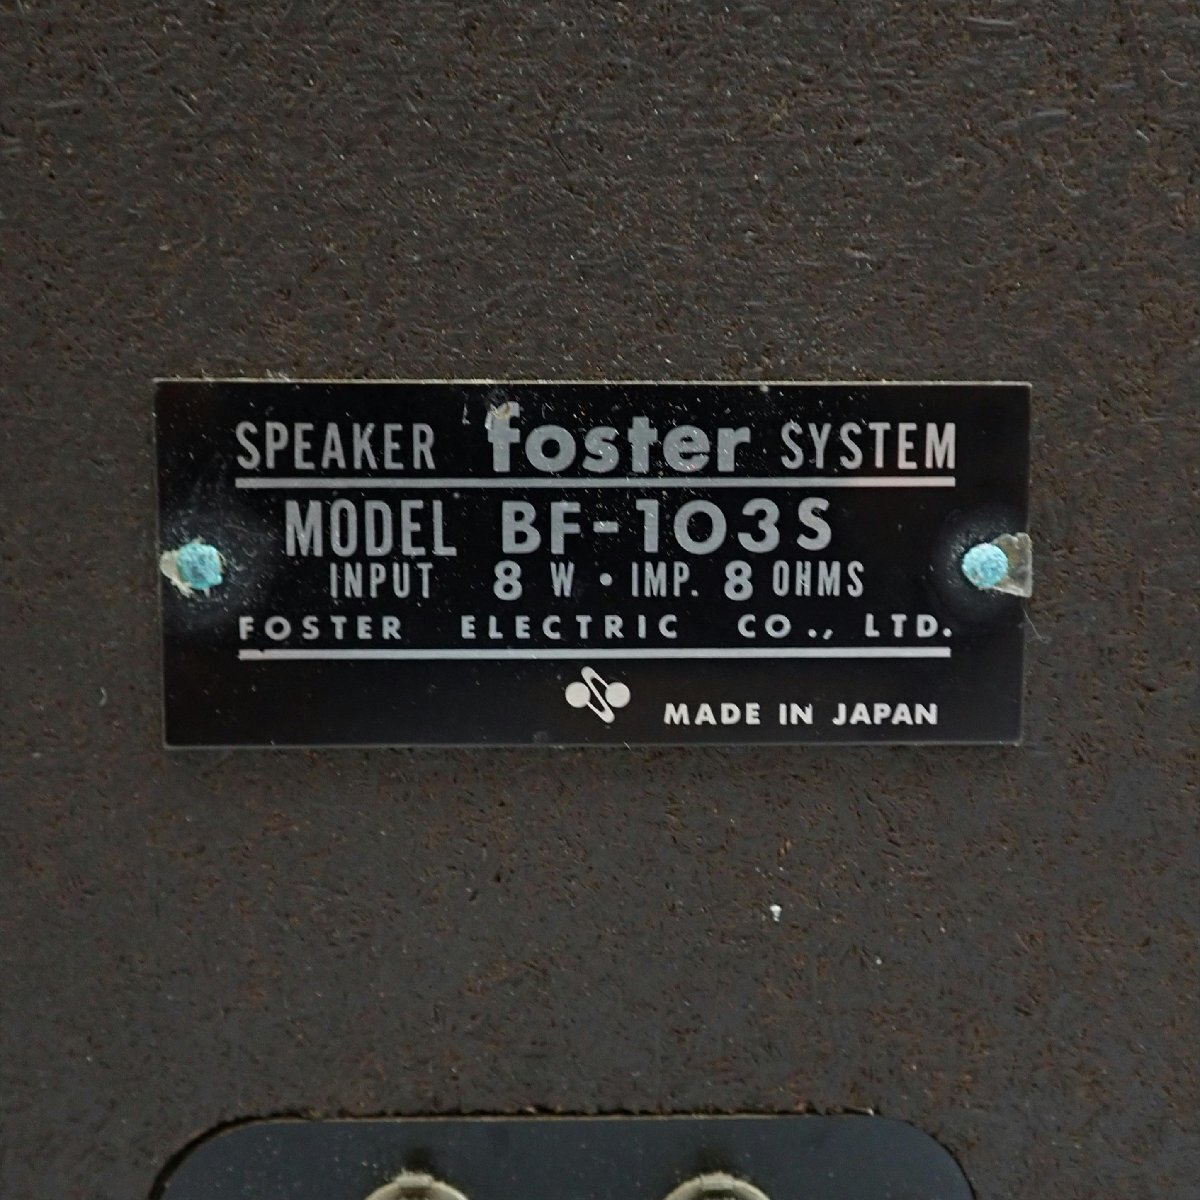 SPEAKER foster SYSTEM
MODEL BF-103S
INPUT 8 W · IMP. 8 OHMS
FOSTER ELECTRIC CO., LTD.
MADE IN JAPAN